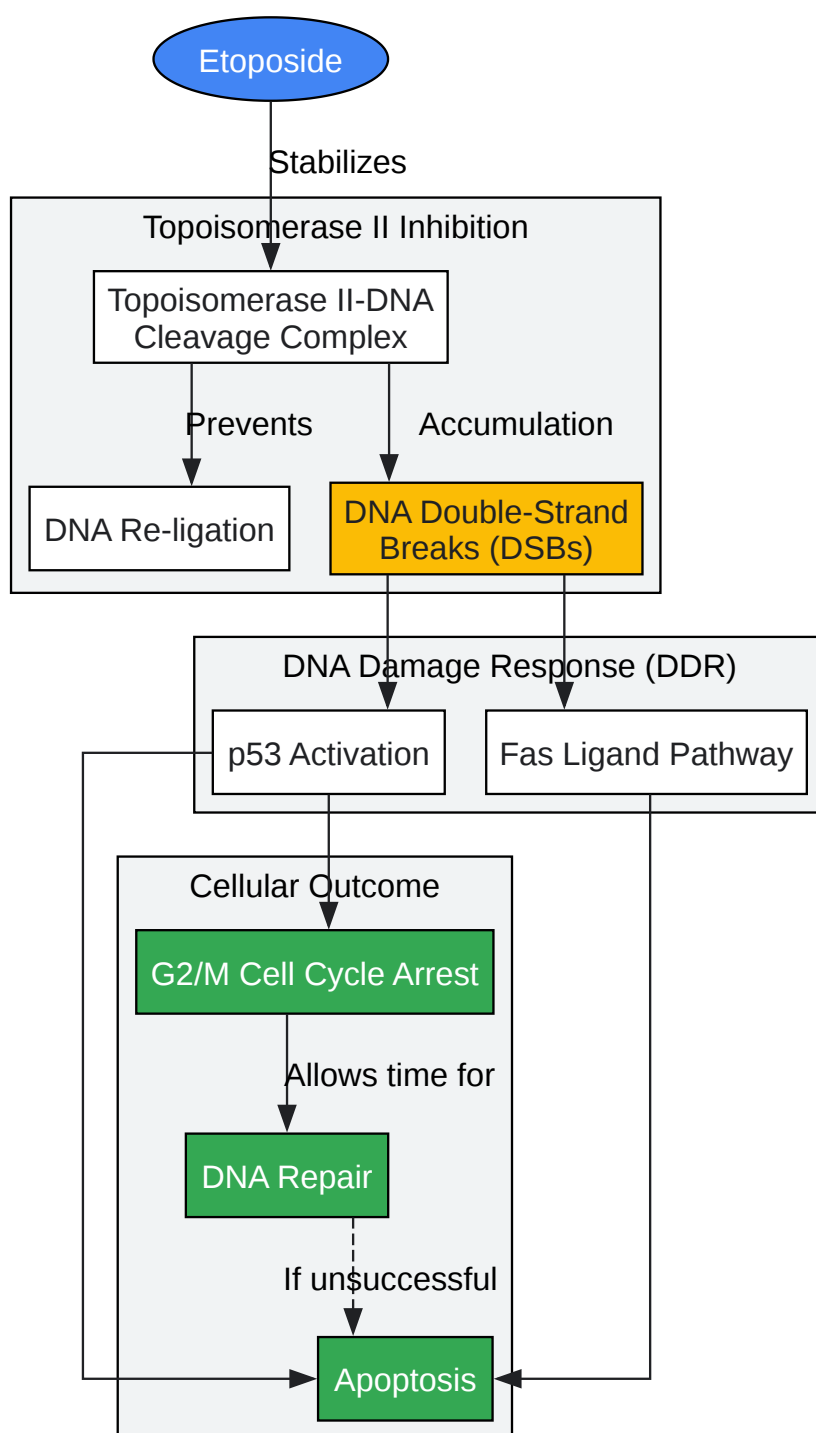 Etoposide
Stabilizes
Topoisomerase II Inhibition
Topoisomerase II-DNA
Cleavage Complex
Prevents
Accumulation
DNA Re-ligation
DNA Double-Strand
Breaks (DSBs)
DNA Damage Response (DDR)
p53 Activation
Fas Ligand Pathway
Cellular Outcome
G2/M Cell Cycle Arrest
Allows time for
DNA Repair
If unsuccessful
Apoptosis